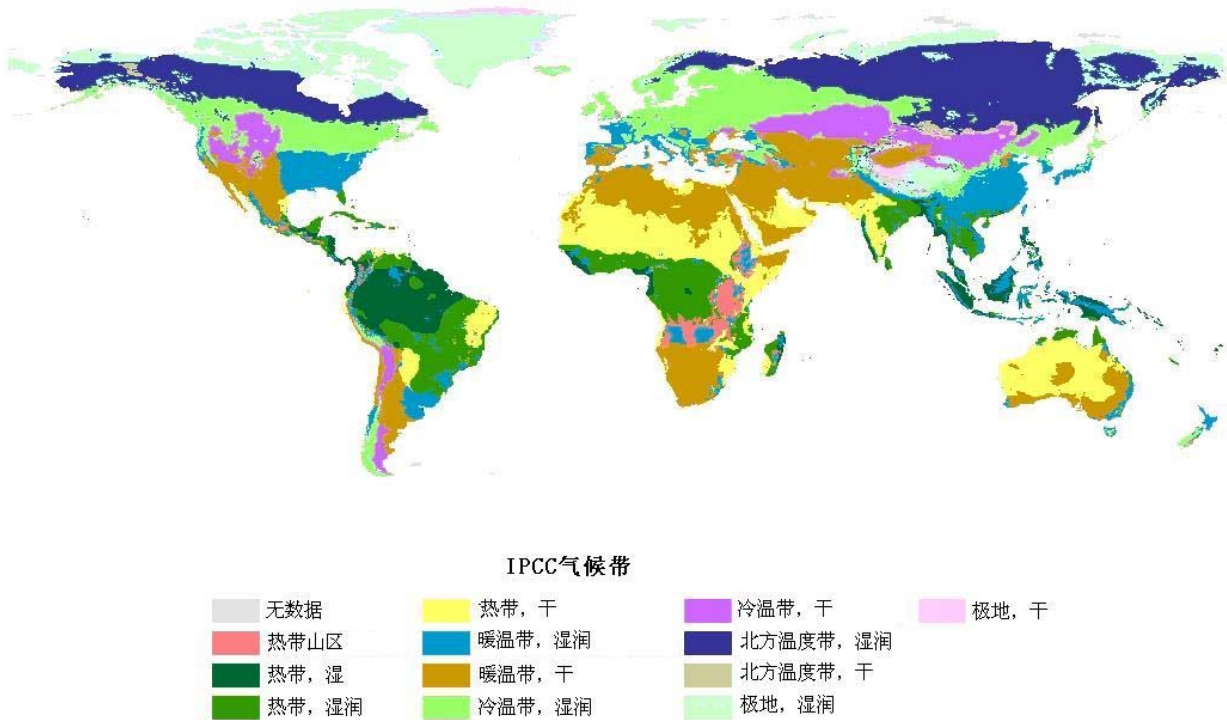 IPCC气候带
无数据
热带，干
冷温带，干
极地，干
热带山区
暖温带，湿润
北方温度带，湿润
热带，湿
暖温带，干
北方温度带，干
热带，湿润
冷温带，湿润
极地，湿润